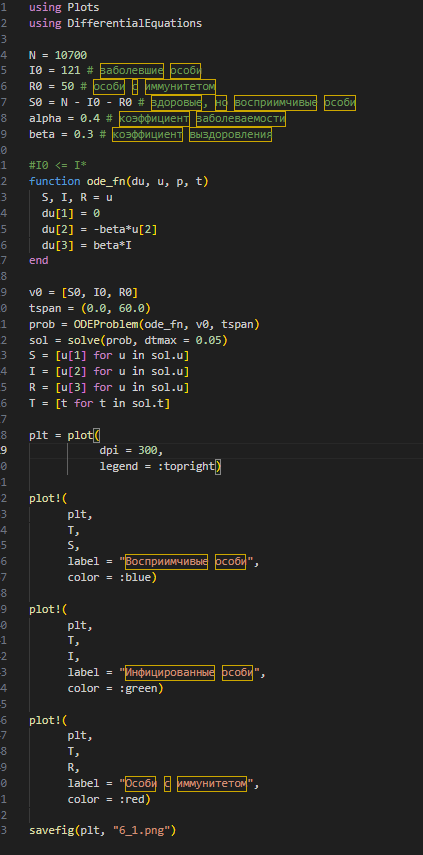 1 using Plots
2 using DifferentialEquations
3
4 N = 10700
5 I0 = 121 # заболевшие особи
6 R0 = 50 # особи с иммунитетом
7 S0 = N - I0 - R0 # здоровые, но восприимчивые особи
8 alpha = 0.4 # коэффициент заболеваемости
9 beta = 0.3 # коэффициент выздоровления
0
1 #I0 <= I*
2 function ode_fn(du, u, p, t)
3 S, I, R = u
4 du[1] = 0
5 du[2] = -beta*u[2]
6 du[3] = beta*I
7 end
8
9 v0 = [S0, I0, R0]
0 tspan = (0.0, 60.0)
1 prob = ODEProblem(ode_fn, v0, tspan)
2 sol = solve(prob, dtmax = 0.05)
3 S = [u[1] for u in sol.u]
4 I = [u[2] for u in sol.u]
5 R = [u[3] for u in sol.u]
6 T = [t for t in sol.t]
7
8 plt = plot(
9 dpi = 300,
0 legend = :topright)
1
2 plot!(
3 plt,
4 T,
5 S,
6 label = "Восприимчивые особи",
7 color = :blue)
8
9 plot!(
0 plt,
1 T,
2 I,
3 label = "Инфицированные особи",
4 color = :green)
5
6 plot!(
7 plt,
8 T,
9 R,
0 label = "Особи с иммунитетом",
1 color = :red)
2
3 savefig(plt, "6_1.png")